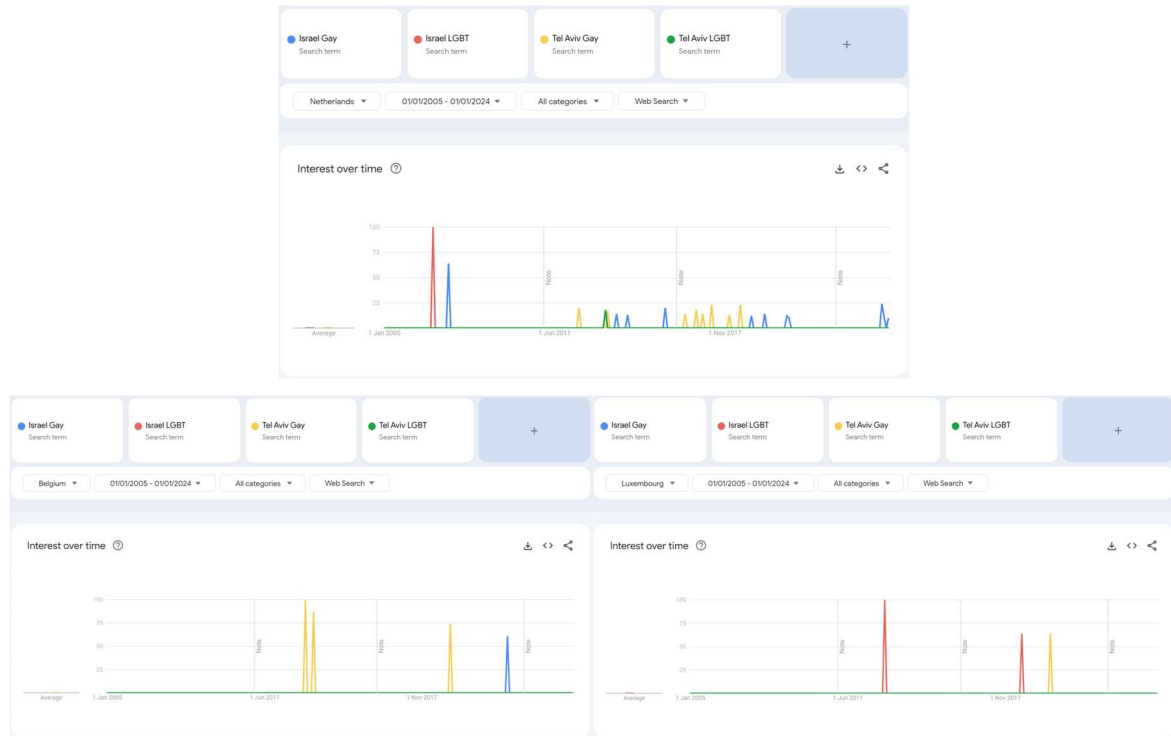 Israel Gay
Search term
Israel LGBT
Search term
Tel Aviv Gay
Search term
Tel Aviv LGBT
Search term
+
Netherlands
01/01/2005 - 01/01/2024
All categories
Web Search
Interest over time
100
75
50
25
Note
Note
Note
Average
1 Jan 2005
1 Jun 2011
1 Nov 2017
Israel Gay
Search term
Israel LGBT
Search term
Tel Aviv Gay
Search term
Tel Aviv LGBT
Search term
+
Belgium
01/01/2005 - 01/01/2024
All categories
Web Search
Interest over time
100
75
50
25
Note
Note
Note
Average
1 Jan 2005
1 Jun 2011
1 Nov 2017
Israel Gay
Search term
Israel LGBT
Search term
Tel Aviv Gay
Search term
Tel Aviv LGBT
Search term
+
Luxembourg
01/01/2005 - 01/01/2024
All categories
Web Search
Interest over time
100
75
50
25
Note
Note
Note
Average
1 Jan 2005
1 Jun 2011
1 Nov 2017